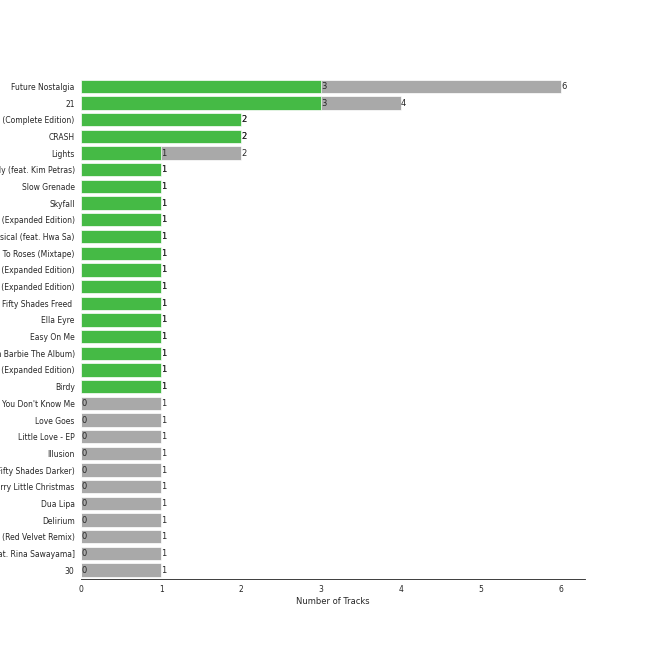 Future Nostalgia 3 6
21 3 4
(Complete Edition) 2
CRASH 2
Lights 1 2
(feat. Kim Petras) 1
Slow Grenade 1
Skyfall 1
(Expanded Edition) 1
(feat. Hwa Sa) 1
To Roses (Mixtape) 1
(Expanded Edition) 1
(Expanded Edition) 1
Fifty Shades Freed 1
Ella Eyre 1
Easy On Me 1
Barbie The Album) 1
(Expanded Edition) 1
Birdy 1
You Don't Know Me 0 1
Love Goes 0 1
Little Love - EP 0 1
Illusion 0 1
ifty Shades Darker) 0 1
rry Little Christmas 0 1
Dua Lipa 0 1
Delirium 0 1
(Red Velvet Remix) 0 1
at. Rina Sawayama] 0 1
30 0 1
0 1 2 3 4 5 6
Number of Tracks